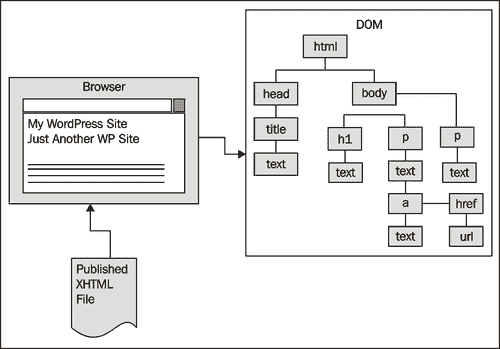 Browser
My WordPress Site
Just Another WP Site
Published
XHTML
File
DOM
html
head
body
title
h1
p
p
text
text
text
text
a
href
text
url